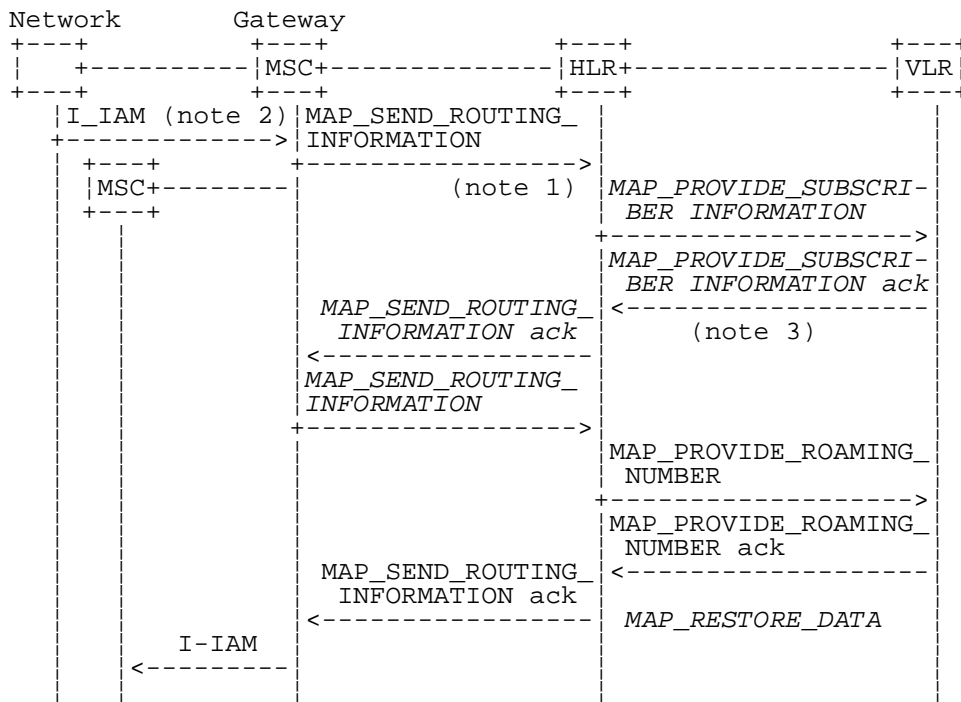 Network Gateway
MSC HLR VLR
I_IAM (note 2) MAP_SEND_ROUTING_
INFORMATION
MSC (note 1) MAP_PROVIDE_SUBSCRI-
BER INFORMATION
MAP_PROVIDE_SUBSCRI-
BER INFORMATION ack
MAP_SEND_ROUTING_
INFORMATION ack (note 3)
MAP_SEND_ROUTING_
INFORMATION
MAP_PROVIDE_ROAMING_
NUMBER
MAP_PROVIDE_ROAMING_
NUMBER ack
MAP_SEND_ROUTING_
INFORMATION ack
MAP_RESTORE_DATA
I-IAM